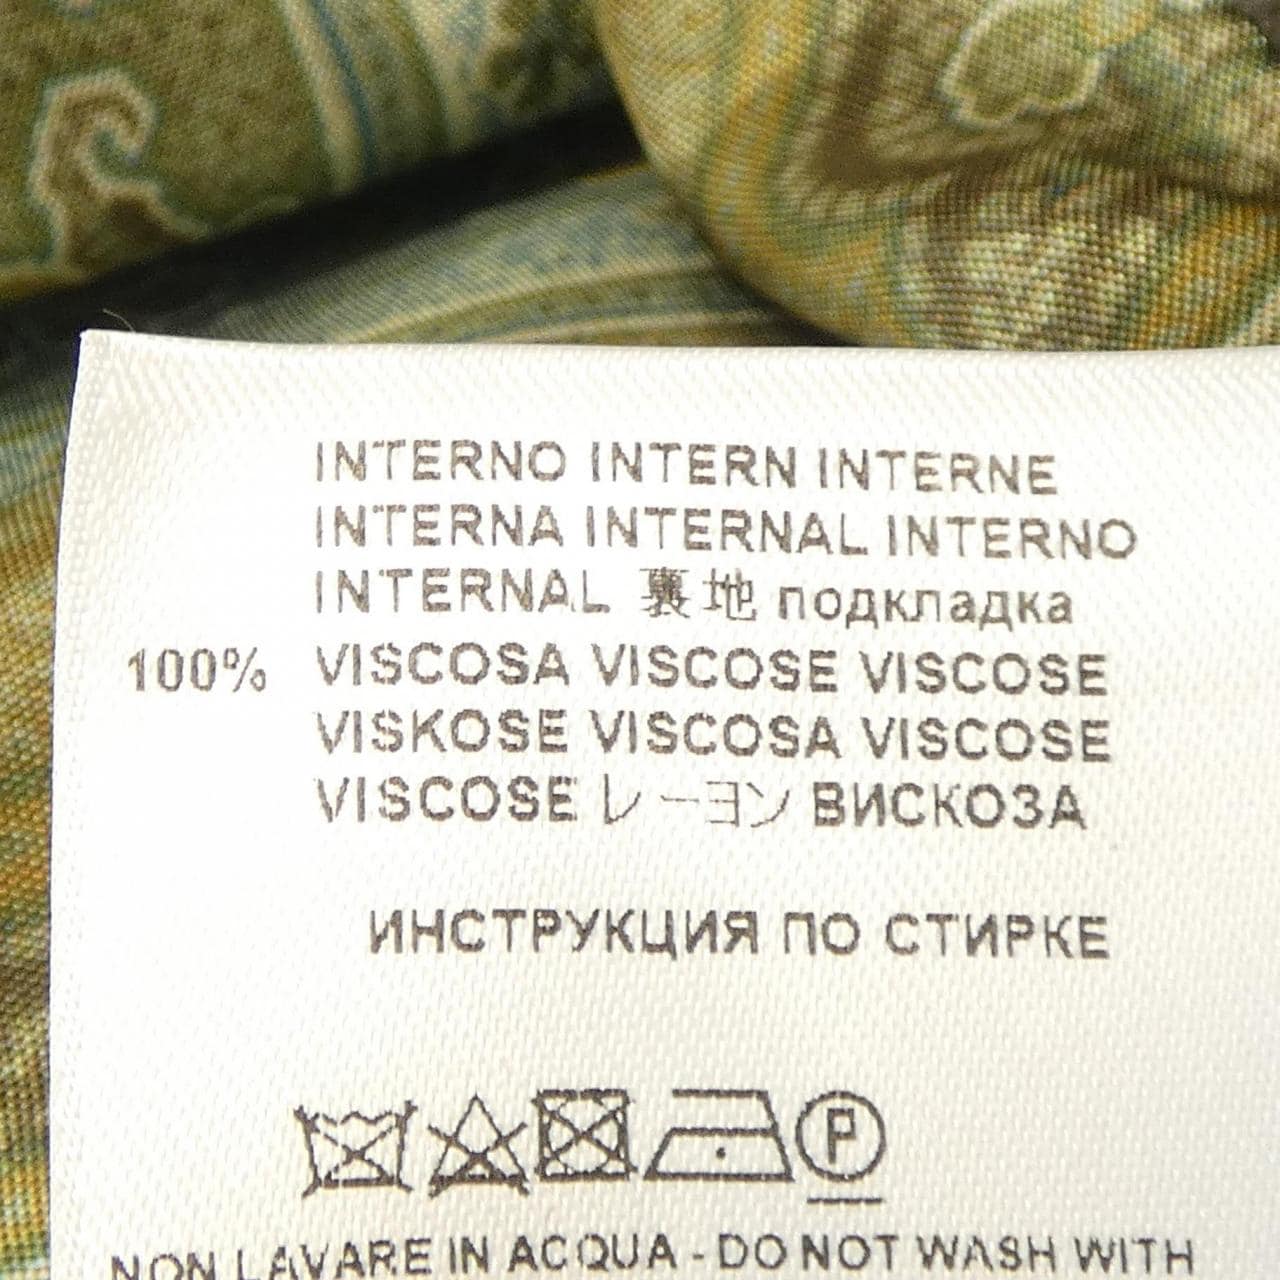 INTERNO INTERN INTERNE
INTERNA INTERNAL INTERNO
INTERNAL 裏地 подкладка
100% VISCOSA VISCOSE VISCOSE
VISKOSE VISCOSA VISCOSE
VISCOSE レーヨン ВИСКОЗА
ИНСТРУКЦИЯ ПО СТИРКЕ
P
NON LAVARE IN ACQUA - DO NOT WASH WITH